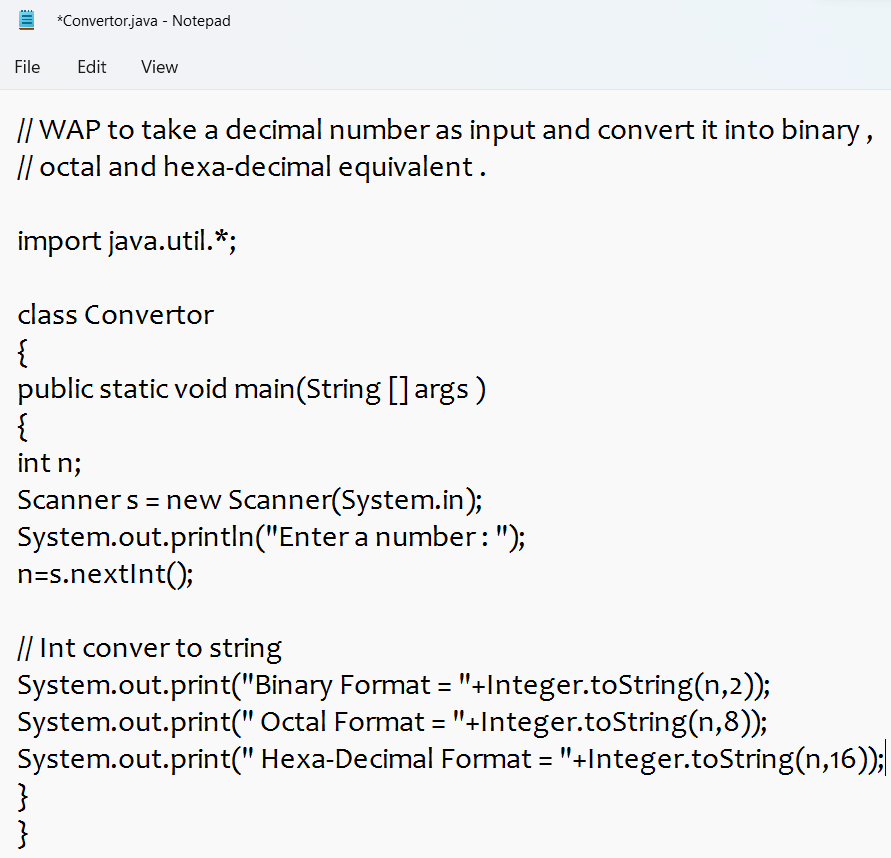 *Convertor.java - Notepad
File Edit View
// WAP to take a decimal number as input and convert it into binary ,
// octal and hexa-decimal equivalent .
import java.util.*;
class Convertor
{
public static void main(String [] args )
{
int n;
Scanner s = new Scanner(System.in);
System.out.println("Enter a number : ");
n=s.nextInt();
// Int conver to string
System.out.print("Binary Format = "+Integer.toString(n,2));
System.out.print(" Octal Format = "+Integer.toString(n,8));
System.out.print(" Hexa-Decimal Format = "+Integer.toString(n,16));
}
}